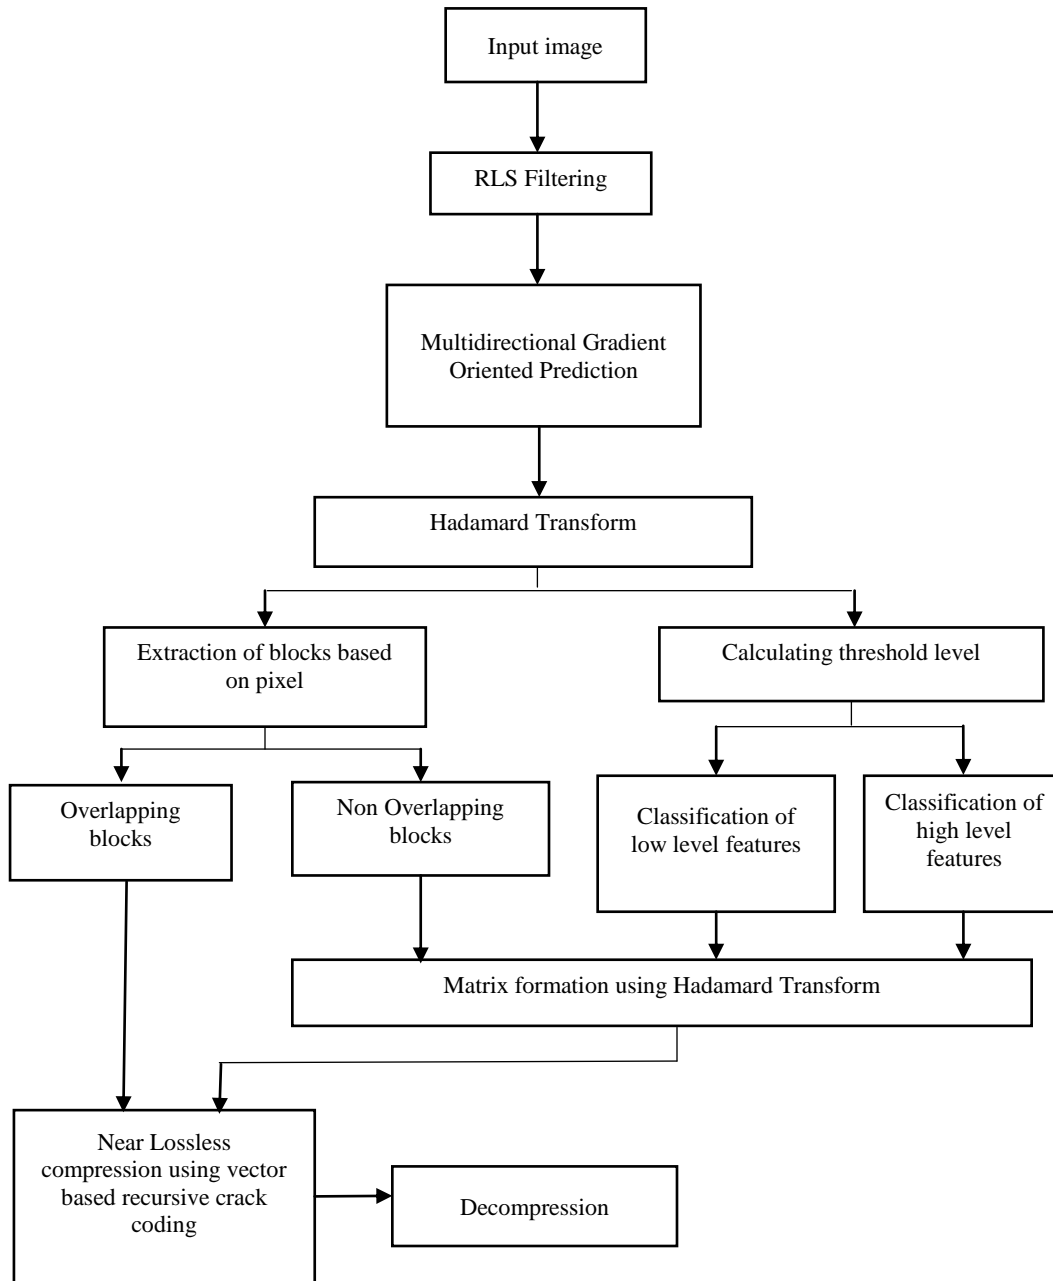 Input image
RLS Filtering
Multidirectional Gradient
Oriented Prediction
Hadamard Transform
Extraction of blocks based
on pixel
Calculating threshold level
Overlapping
blocks
Non Overlapping
blocks
Classification of
low level features
Classification of
high level
features
Matrix formation using Hadamard Transform
Near Lossless
compression using vector
based recursive crack
coding
Decompression